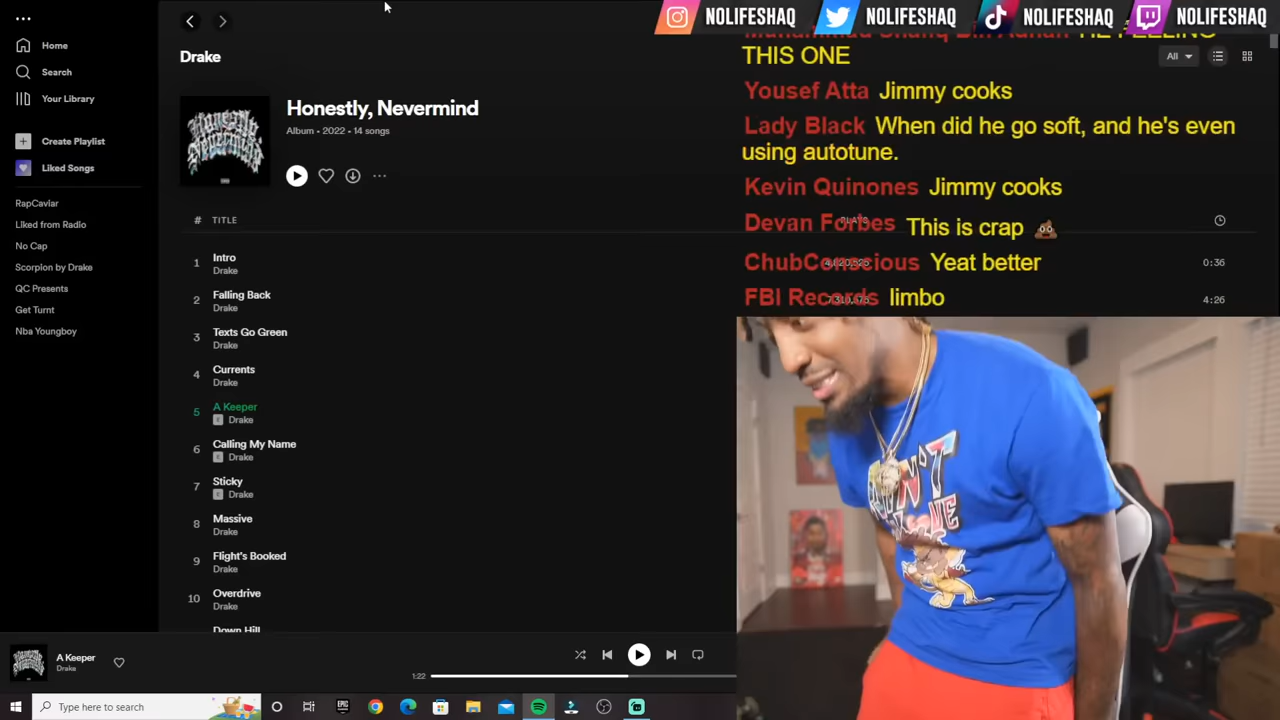 NOLIFESHAQ NOLIFESHAQ NOLIFESHAQ NOLIFESHAQ
Home
Search
Your Library
Create Playlist
Liked Songs
RapCaviar
Liked from Radio
No Cap
Scorpion by Drake
QC Presents
Get Turnt
Nba Youngboy
Drake
All
Honestly, Nevermind
Album • 2022 • 14 songs
# TITLE PLAYS
1 Intro 0:36
Drake
2 Falling Back 4:26
Drake
3 Texts Go Green
Drake
4 Currents
Drake
5 A Keeper
E Drake
6 Calling My Name
E Drake
7 Sticky
E Drake
8 Massive
Drake
9 Flight's Booked
Drake
10 Overdrive
Drake
Down Hill
THIS ONE
Yousef Atta Jimmy cooks
Lady Black When did he go soft, and he's even
using autotune.
Kevin Quinones Jimmy cooks
Devan Forbes This is crap 💩
ChubConscious Yeat better
FBI Records limbo
A Keeper
Drake
1:22
Type here to search
EPIC